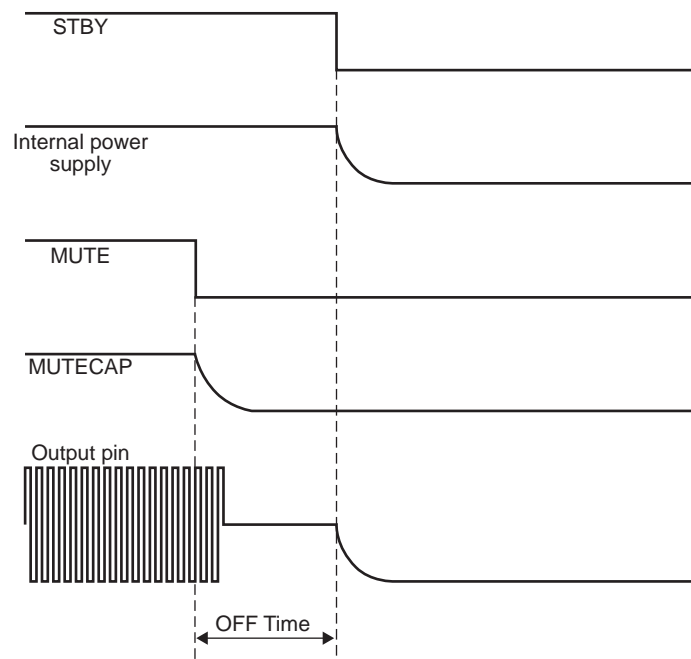 STBY
Internal power
supply
MUTE
MUTECAP
Output pin
OFF Time